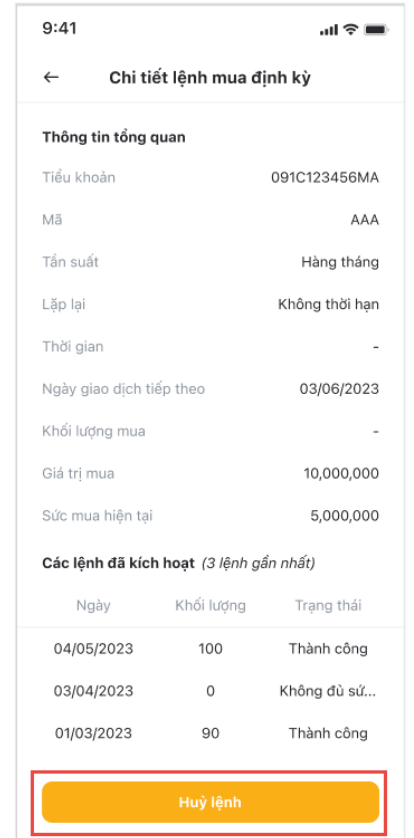 9:41
Chi tiết lệnh mua định kỳ
Thông tin tổng quan
Tiểu khoản 091C123456MA
Mã AAA
Tần suất Hàng tháng
Lặp lại Không thời hạn
Thời gian -
Ngày giao dịch tiếp theo 03/06/2023
Khối lượng mua -
Giá trị mua 10,000,000
Sức mua hiện tại 5,000,000
Các lệnh đã kích hoạt (3 lệnh gần nhất)
Ngày Khối lượng Trạng thái
04/05/2023 100 Thành công
03/04/2023 0 Không đủ sứ...
01/03/2023 90 Thành công
Huỷ lệnh